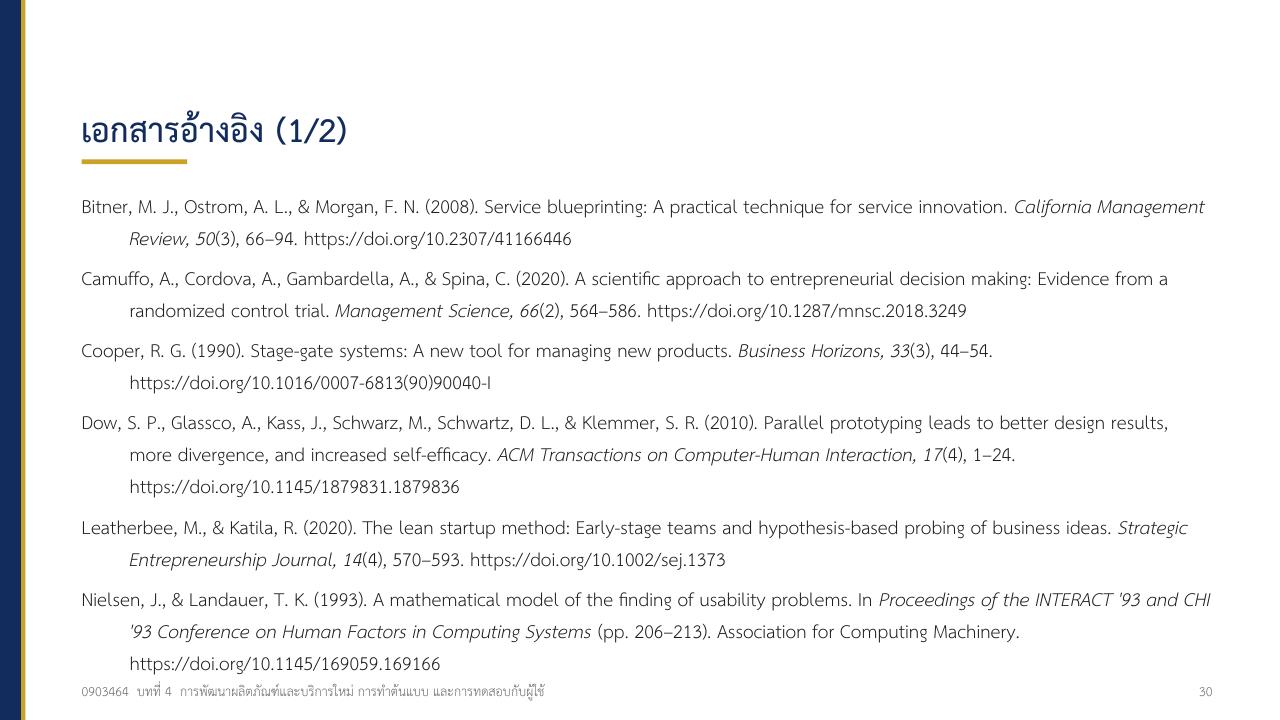 เอกสารอ้างอิง (1/2)
Bitner, M. J., Ostrom, A. L., & Morgan, F. N. (2008). Service blueprinting: A practical technique for service innovation. California Management
Review, 50(3), 66–94. https://doi.org/10.2307/41166446
Camuffo, A., Cordova, A., Gambardella, A., & Spina, C. (2020). A scientific approach to entrepreneurial decision making: Evidence from a
randomized control trial. Management Science, 66(2), 564–586. https://doi.org/10.1287/mnsc.2018.3249
Cooper, R. G. (1990). Stage-gate systems: A new tool for managing new products. Business Horizons, 33(3), 44–54.
https://doi.org/10.1016/0007-6813(90)90040-I
Dow, S. P., Glassco, A., Kass, J., Schwarz, M., Schwartz, D. L., & Klemmer, S. R. (2010). Parallel prototyping leads to better design results,
more divergence, and increased self-efficacy. ACM Transactions on Computer-Human Interaction, 17(4), 1–24.
https://doi.org/10.1145/1879831.1879836
Leatherbee, M., & Katila, R. (2020). The lean startup method: Early-stage teams and hypothesis-based probing of business ideas. Strategic
Entrepreneurship Journal, 14(4), 570–593. https://doi.org/10.1002/sej.1373
Nielsen, J., & Landauer, T. K. (1993). A mathematical model of the finding of usability problems. In Proceedings of the INTERACT '93 and CHI
'93 Conference on Human Factors in Computing Systems (pp. 206–213). Association for Computing Machinery.
https://doi.org/10.1145/169059.169166
0903464 บทที่ 4 การพัฒนาผลิตภัณฑ์และบริการใหม่ การทำต้นแบบ และการทดสอบกับผู้ใช้
30